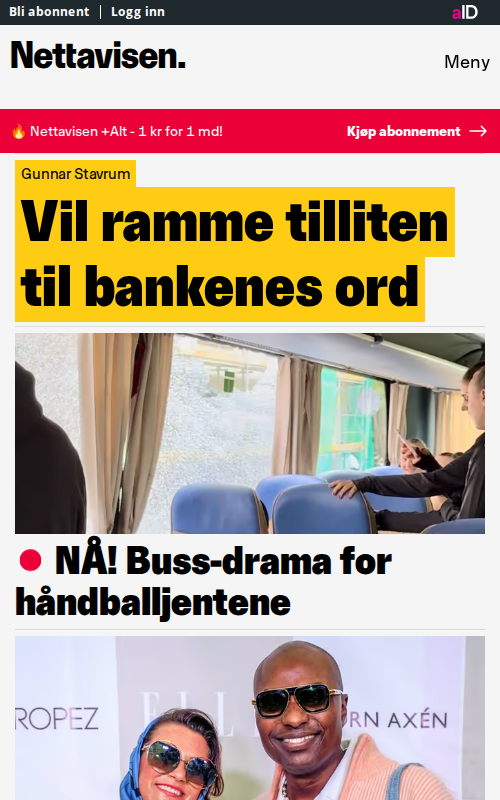 Bli abonnent
Logg inn
aID
Nettavisen.
Meny
🔥 Nettavisen +Alt - 1 kr for 1 md!
Kjøp abonnement →
Gunnar Stavrum
Vil ramme tilliten
til bankenes ord
NÅ! Buss-drama for
håndballjentene
ROPEZ
ELL
RN AXÉN